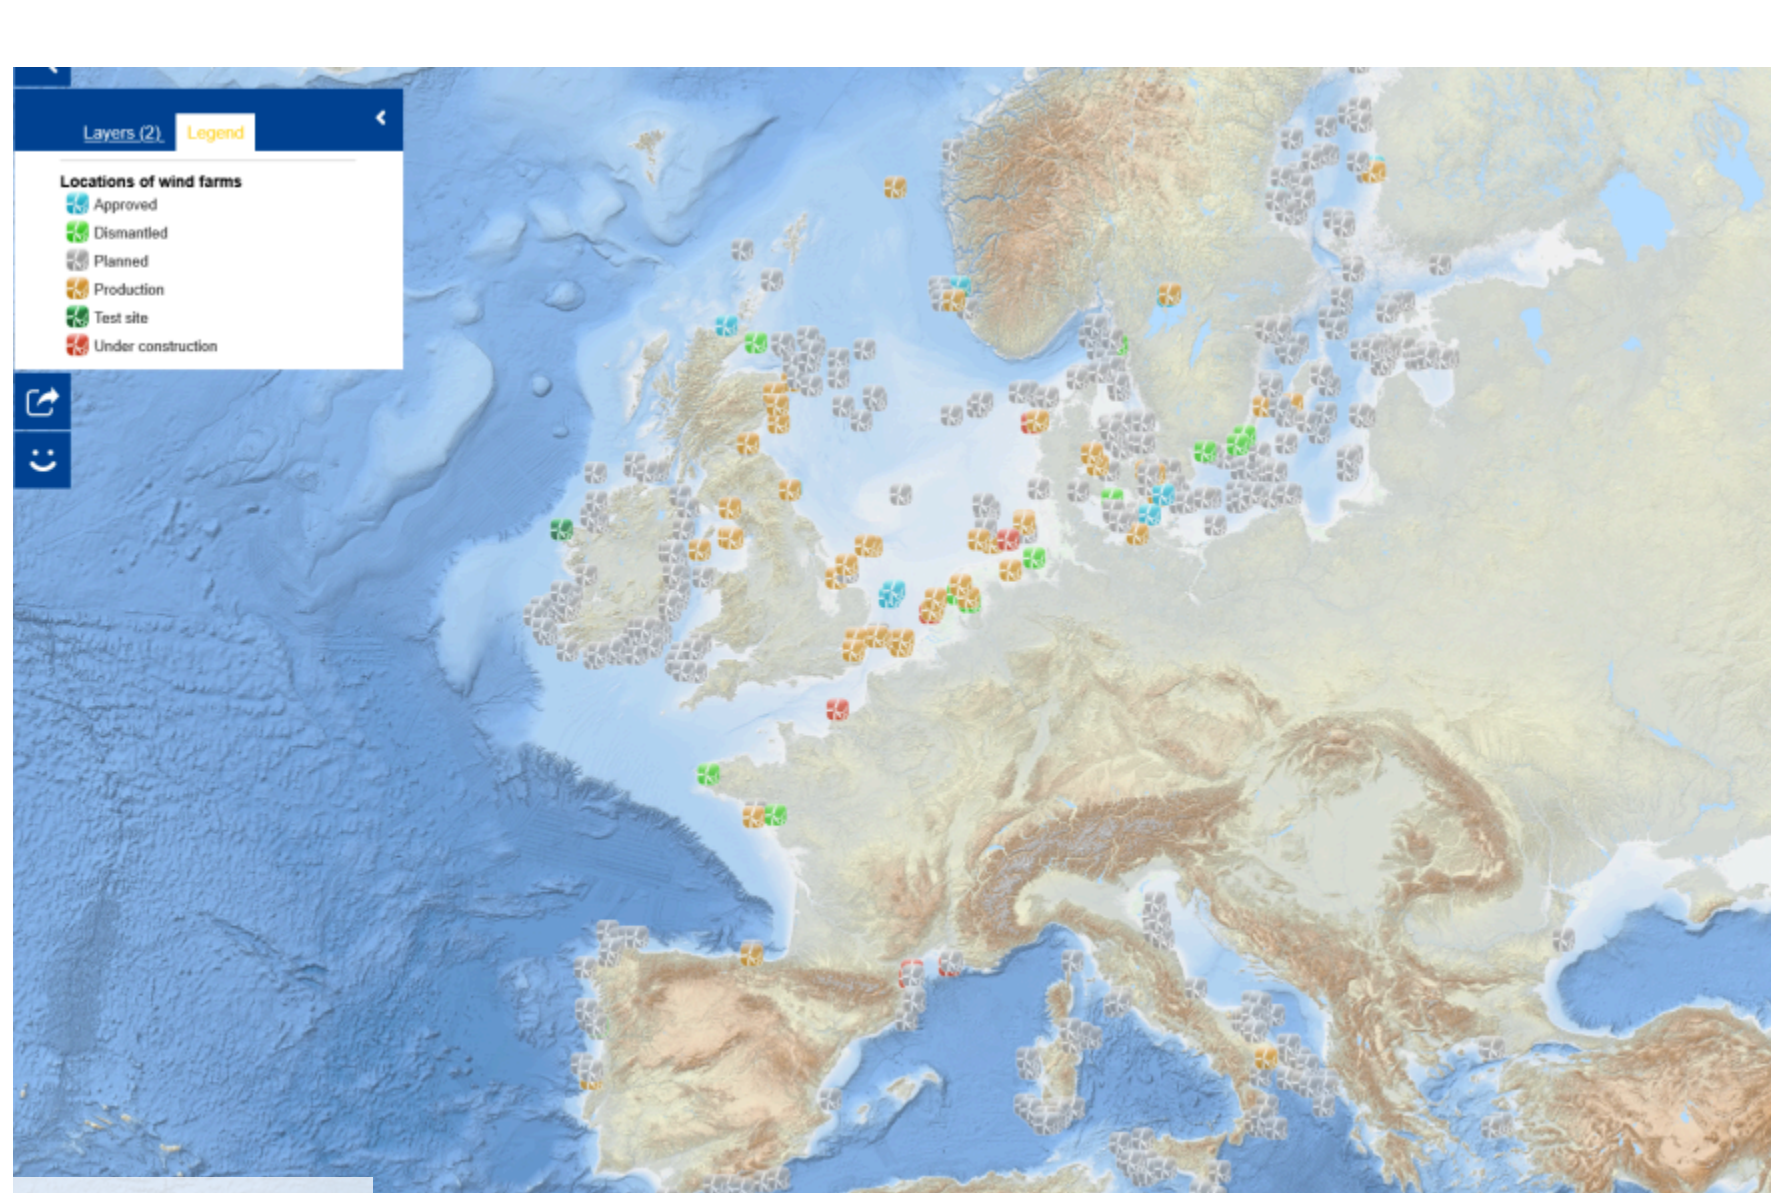 Layers (2)
Legend
Locations of wind farms
Approved
Dismantled
Planned
Production
Test site
Under construction